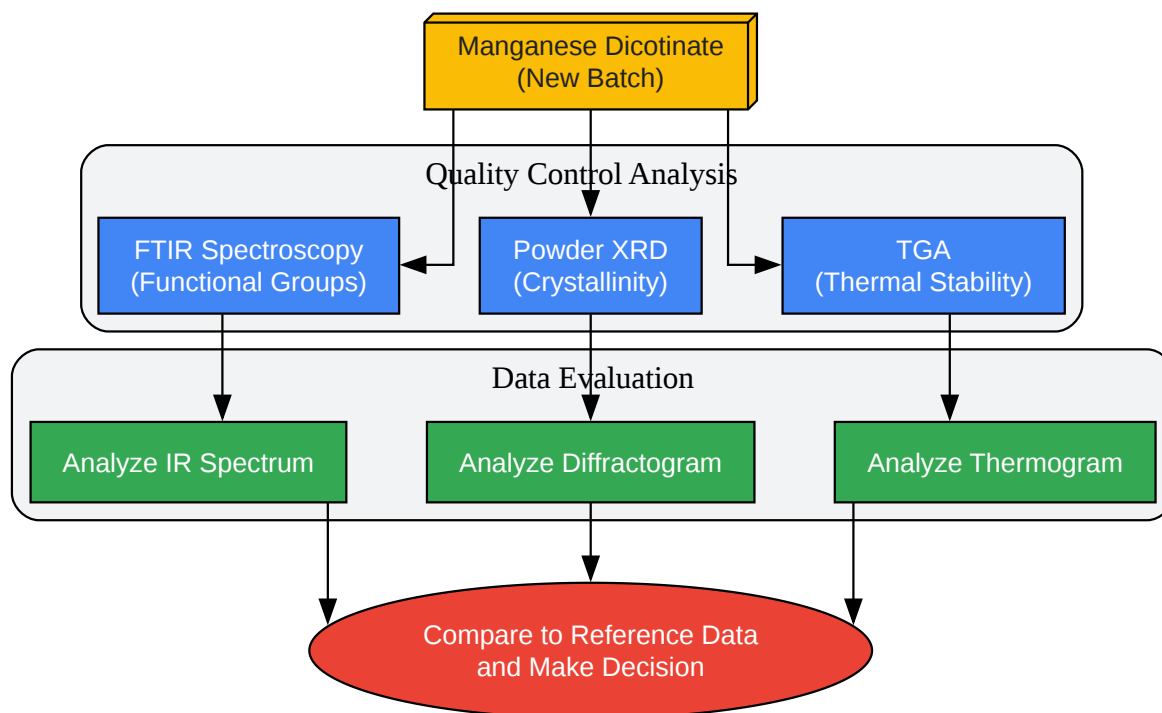 Manganese Dicotinate
(New Batch)
Quality Control Analysis
FTIR Spectroscopy
(Functional Groups)
Powder XRD
(Crystallinity)
TGA
(Thermal Stability)
Data Evaluation
Analyze IR Spectrum
Analyze Diffractogram
Analyze Thermogram
Compare to Reference Data
and Make Decision